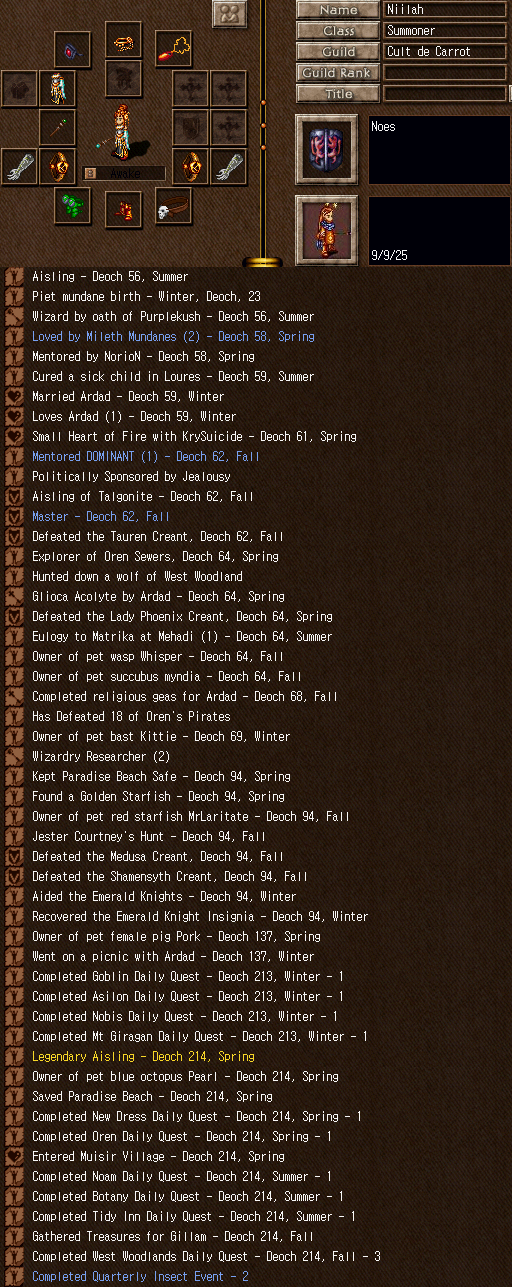 Name Niilah
Class Summoner
Guild Cult de Carrot
Guild Rank
Title
Noes
Awake
9/9/25
Aisling - Deoch 56, Summer
Piet mundane birth - Winter, Deoch, 23
Wizard by oath of Purplekush - Deoch 56, Summer
Loved by Mileth Mundanes (2) - Deoch 58, Spring
Mentored by NorioN - Deoch 58, Spring
Cured a sick child in Loures - Deoch 59, Summer
Married Ardad - Deoch 59, Winter
Loves Ardad (1) - Deoch 59, Winter
Small Heart of Fire with KrySuicide - Deoch 61, Spring
Mentored DOMINANT (1) - Deoch 62, Fall
Politically Sponsored by Jealousy
Aisling of Talgonite - Deoch 62, Fall
Master - Deoch 62, Fall
Defeated the Tauren Creant, Deoch 62, Fall
Explorer of Oren Sewers, Deoch 64, Spring
Hunted down a wolf of West Woodland
Glioca Acolyte by Ardad - Deoch 64, Spring
Defeated the Lady Phoenix Creant, Deoch 64, Spring
Eulogy to Matrika at Mehadi (1) - Deoch 64, Summer
Owner of pet wasp Whisper - Deoch 64, Fall
Owner of pet succubus myndia - Deoch 64, Fall
Completed religious geas for Ardad - Deoch 68, Fall
Has Defeated 18 of Oren's Pirates
Owner of pet bast Kittie - Deoch 69, Winter
Wizardry Researcher (2)
Kept Paradise Beach Safe - Deoch 94, Spring
Found a Golden Starfish - Deoch 94, Spring
Owner of pet red starfish MrLaritate - Deoch 94, Fall
Jester Courtney's Hunt - Deoch 94, Fall
Defeated the Medusa Creant, Deoch 94, Fall
Defeated the Shamensyth Creant, Deoch 94, Fall
Aided the Emerald Knights - Deoch 94, Winter
Recovered the Emerald Knight Insignia - Deoch 94, Winter
Owner of pet female pig Pork - Deoch 137, Spring
Went on a picnic with Ardad - Deoch 137, Winter
Completed Goblin Daily Quest - Deoch 213, Winter - 1
Completed Asilon Daily Quest - Deoch 213, Winter - 1
Completed Nobis Daily Quest - Deoch 213, Winter - 1
Completed Mt Giragan Daily Quest - Deoch 213, Winter - 1
Legendary Aisling - Deoch 214, Spring
Owner of pet blue octopus Pearl - Deoch 214, Spring
Saved Paradise Beach - Deoch 214, Spring
Completed New Dress Daily Quest - Deoch 214, Spring - 1
Completed Oren Daily Quest - Deoch 214, Spring - 1
Entered Muisir Village - Deoch 214, Spring
Completed Noam Daily Quest - Deoch 214, Summer - 1
Completed Botany Daily Quest - Deoch 214, Summer - 1
Completed Tidy Inn Daily Quest - Deoch 214, Summer - 1
Gathered Treasures for Gillam - Deoch 214, Fall
Completed West Woodlands Daily Quest - Deoch 214, Fall - 3
Completed Quarterly Insect Event - 2